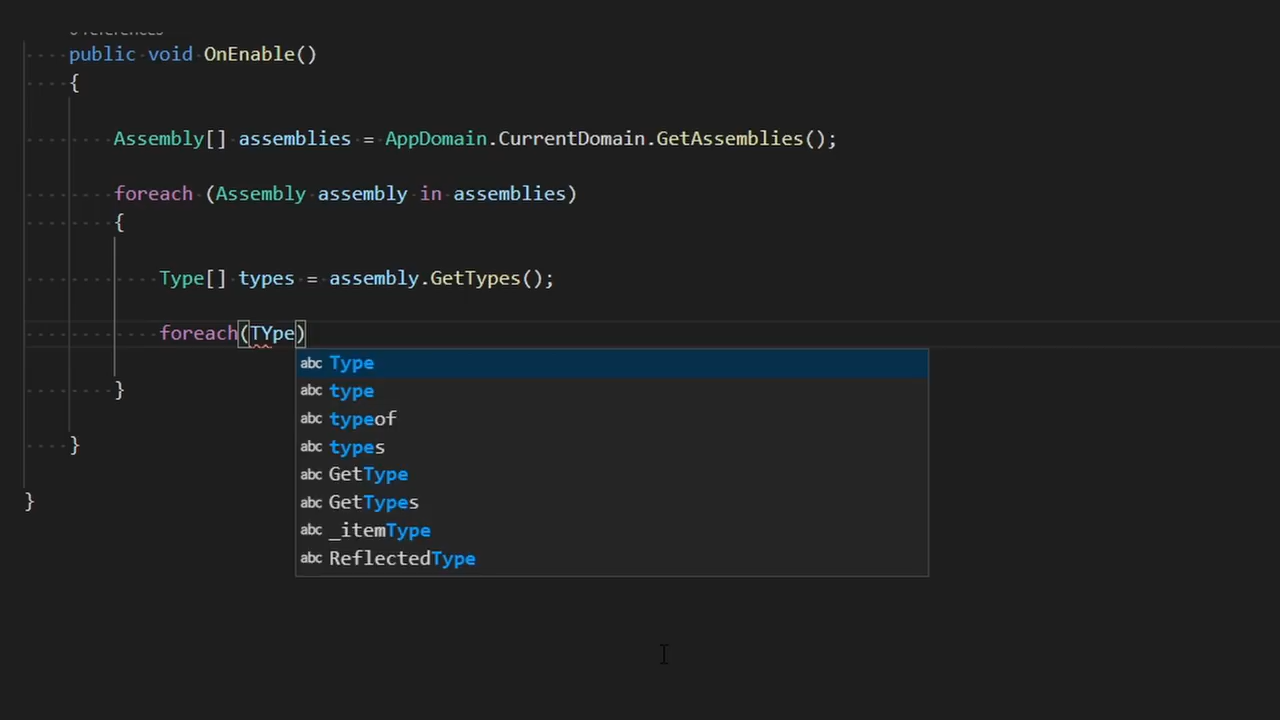 public void OnEnable()
{
Assembly[] assemblies = AppDomain.CurrentDomain.GetAssemblies();
foreach (Assembly assembly in assemblies)
{
Type[] types = assembly.GetTypes();
foreach(TYpe)
abc Type
abc type
abc typeof
abc types
abc GetType
abc GetTypes
abc _itemType
abc ReflectedType
}
}
}